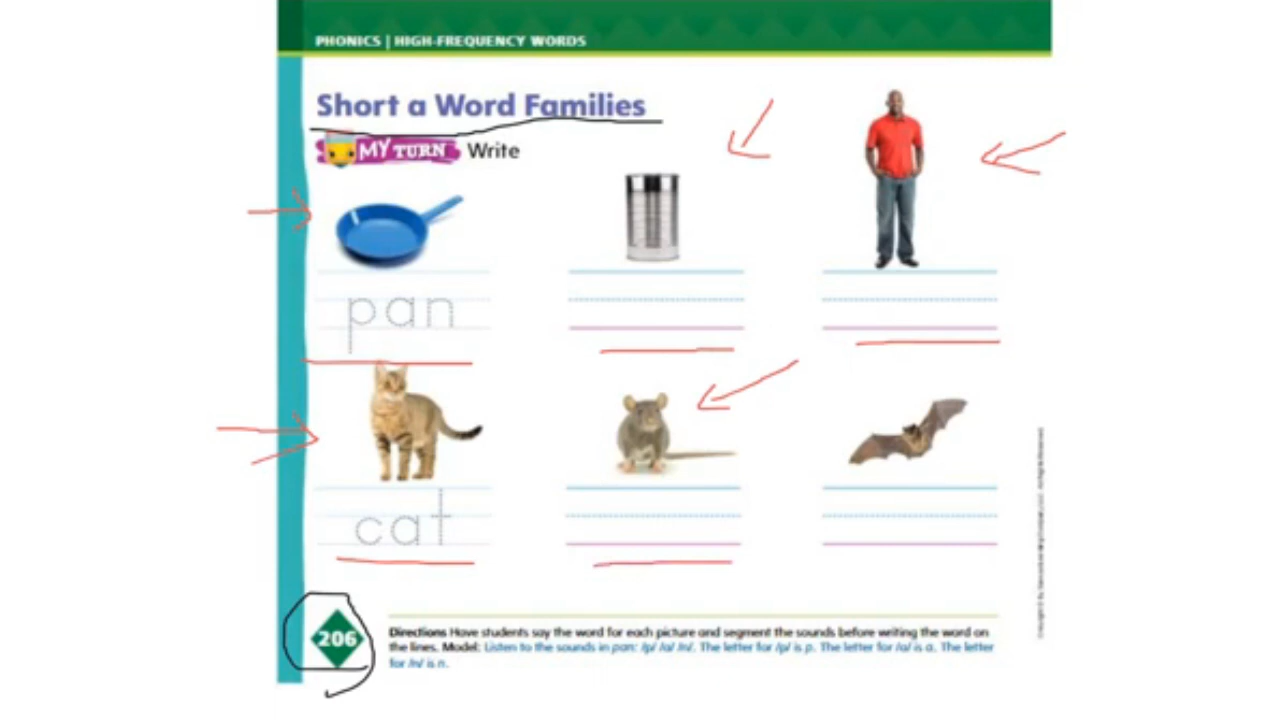 PHONICS | HIGH-FREQUENCY WORDS
Short a Word Families
MY TURN Write
pan
cat
206
Directions Have students say the word for each picture and segment the sounds before writing the word on
the lines. Model: Listen to the sounds in pan: /p/ /a/ /n/. The letter for /p/ is p. The letter for /a/ is a. The letter
for /n/ is n.